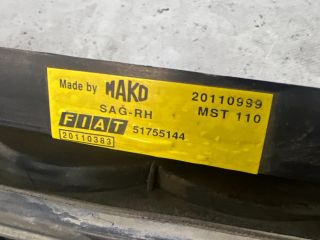 Made by MAKO 20110999
SAĞ-RH MST 110
FIAT 51755144
20110383